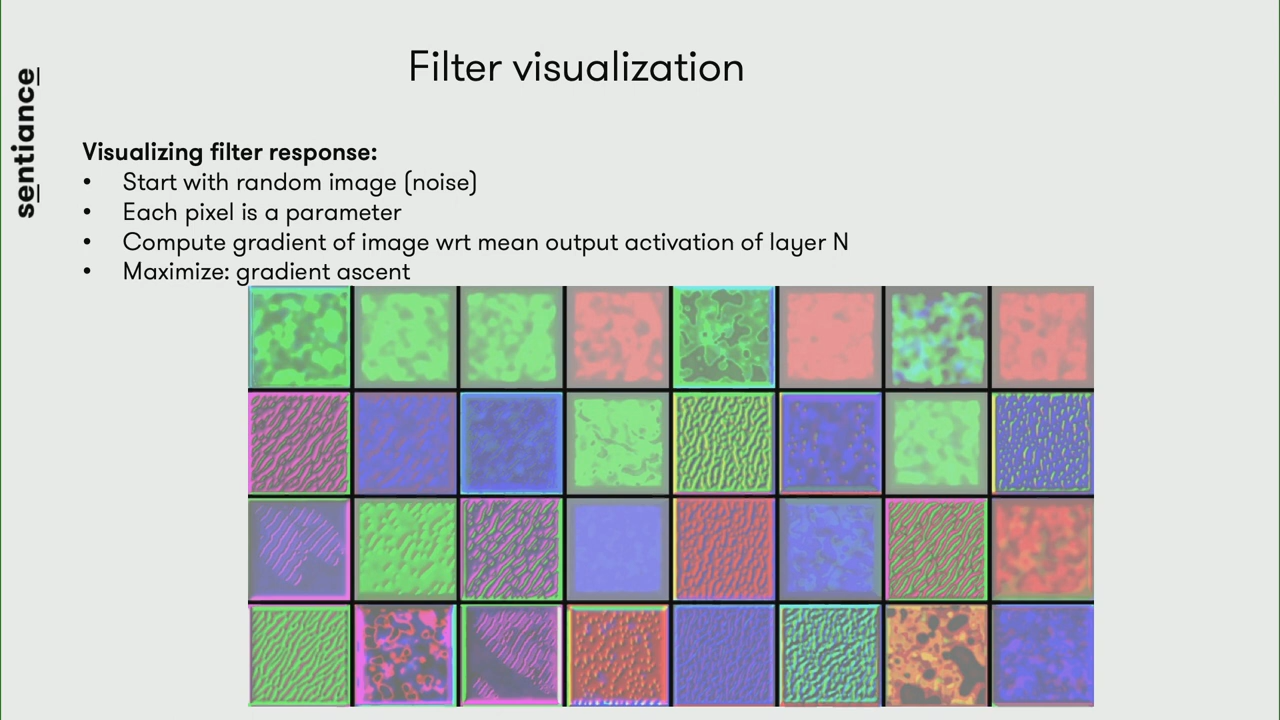 Filter visualization
sentiance
Visualizing filter response:
• Start with random image (noise)
• Each pixel is a parameter
• Compute gradient of image wrt mean output activation of layer N
• Maximize: gradient ascent